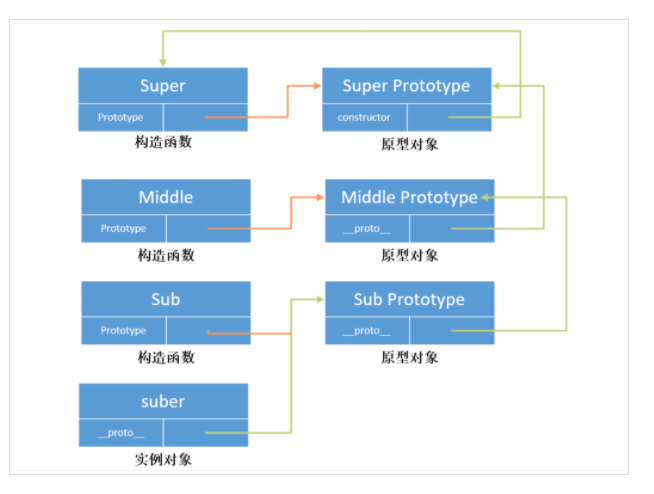 Super
Super Prototype
Prototype
constructor
构造函数
原型对象
Middle
Middle Prototype
Prototype
__proto__
构造函数
原型对象
Sub
Sub Prototype
Prototype
__proto__
构造函数
原型对象
suber
__proto__
实例对象